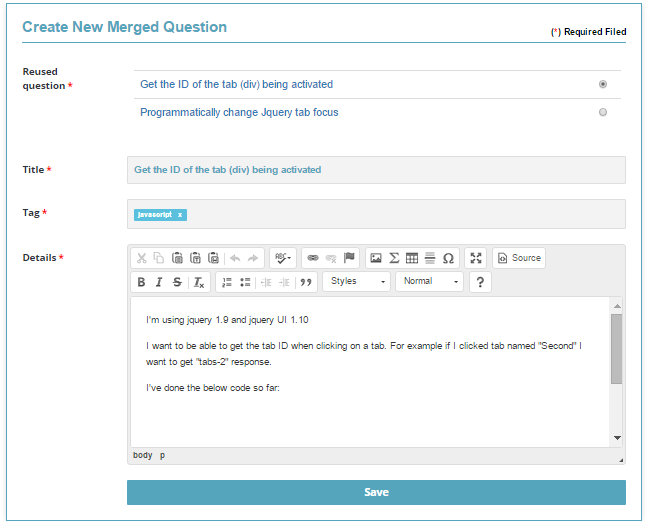 Create New Merged Question
(*) Required Filed
Reused
question *
Get the ID of the tab (div) being activated
Programmatically change Jquery tab focus
Title *
Get the ID of the tab (div) being activated
Tag *
javascript x
Details *
Source
B I S Tx
Styles Normal ?
I'm using jquery 1.9 and jquery UI 1.10
I want to be able to get the tab ID when clicking on a tab. For example if I clicked tab named "Second" I
want to get "tabs-2" response.
I've done the below code so far:
body p
Save